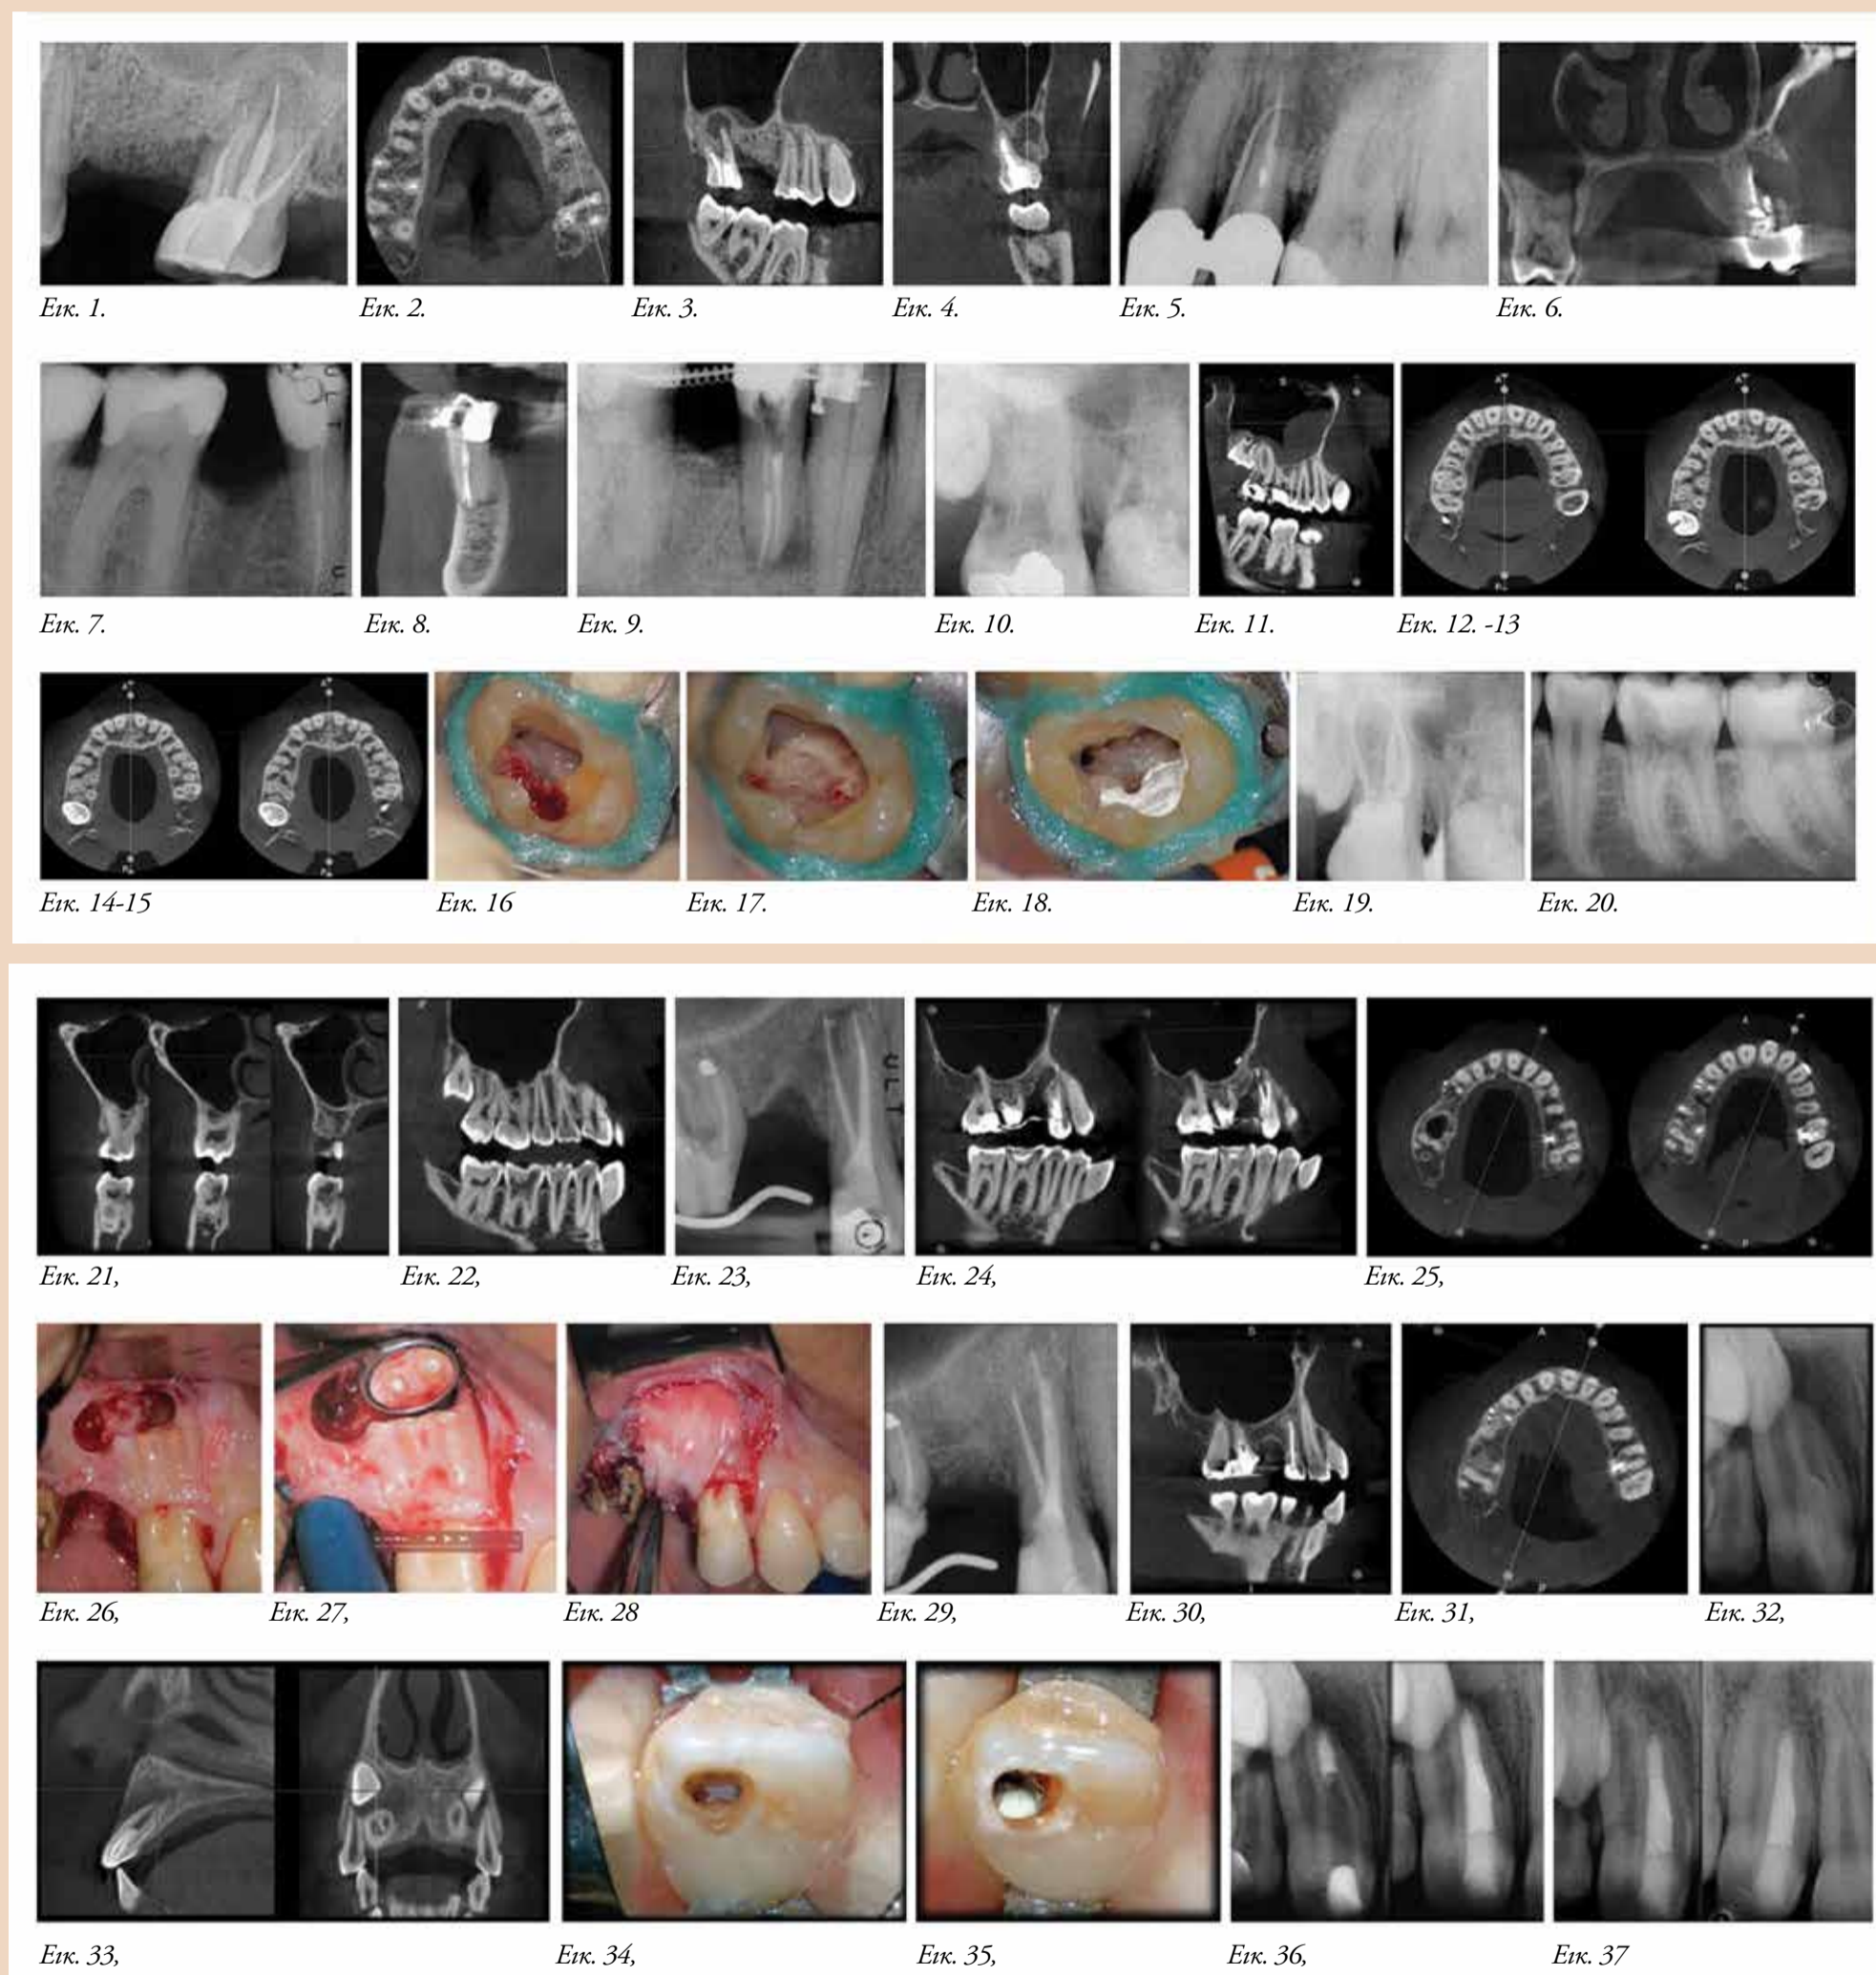 Εικ. 1. Εικ. 2. Εικ. 3. Εικ. 4. Εικ. 5. Εικ. 6.
Εικ. 7. Εικ. 8. Εικ. 9. Εικ. 10. Εικ. 11. Εικ. 12. -13
Εικ. 14-15 Εικ. 16 Εικ. 17. Εικ. 18. Εικ. 19. Εικ. 20.
Εικ. 21, Εικ. 22, Εικ. 23, Εικ. 24, Εικ. 25,
Εικ. 26, Εικ. 27, Εικ. 28 Εικ. 29, Εικ. 30, Εικ. 31, Εικ. 32,
Εικ. 33, Εικ. 34, Εικ. 35, Εικ. 36, Εικ. 37